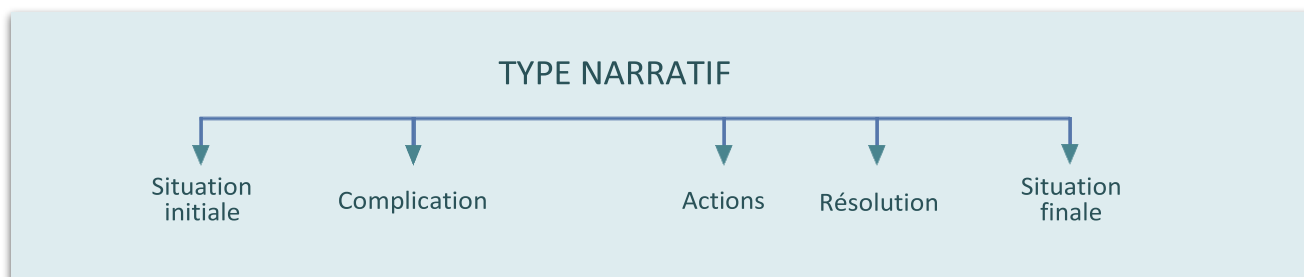 TYPE NARRATIF
Situation
initiale
Complication
Actions
Résolution
Situation
finale